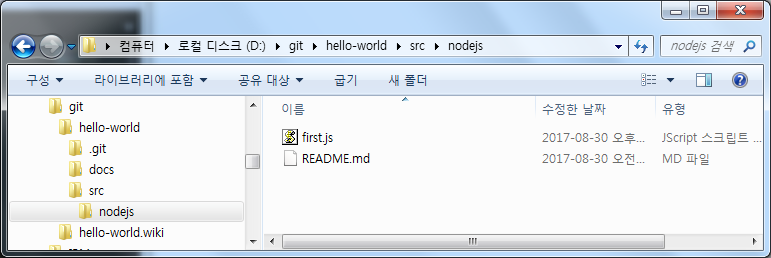 컴퓨터 ▸ 로컬 디스크 (D:) ▸ git ▸ hello-world ▸ src ▸ nodejs
nodejs 검색
구성 라이브러리에 포함 공유 대상 굽기 새 폴더
git
hello-world
.git
docs
src
nodejs
hello-world.wiki
이름 수정한 날짜 유형
first.js 2017-08-30 오후... JScript 스크립트 ...
README.md 2017-08-30 오전... MD 파일